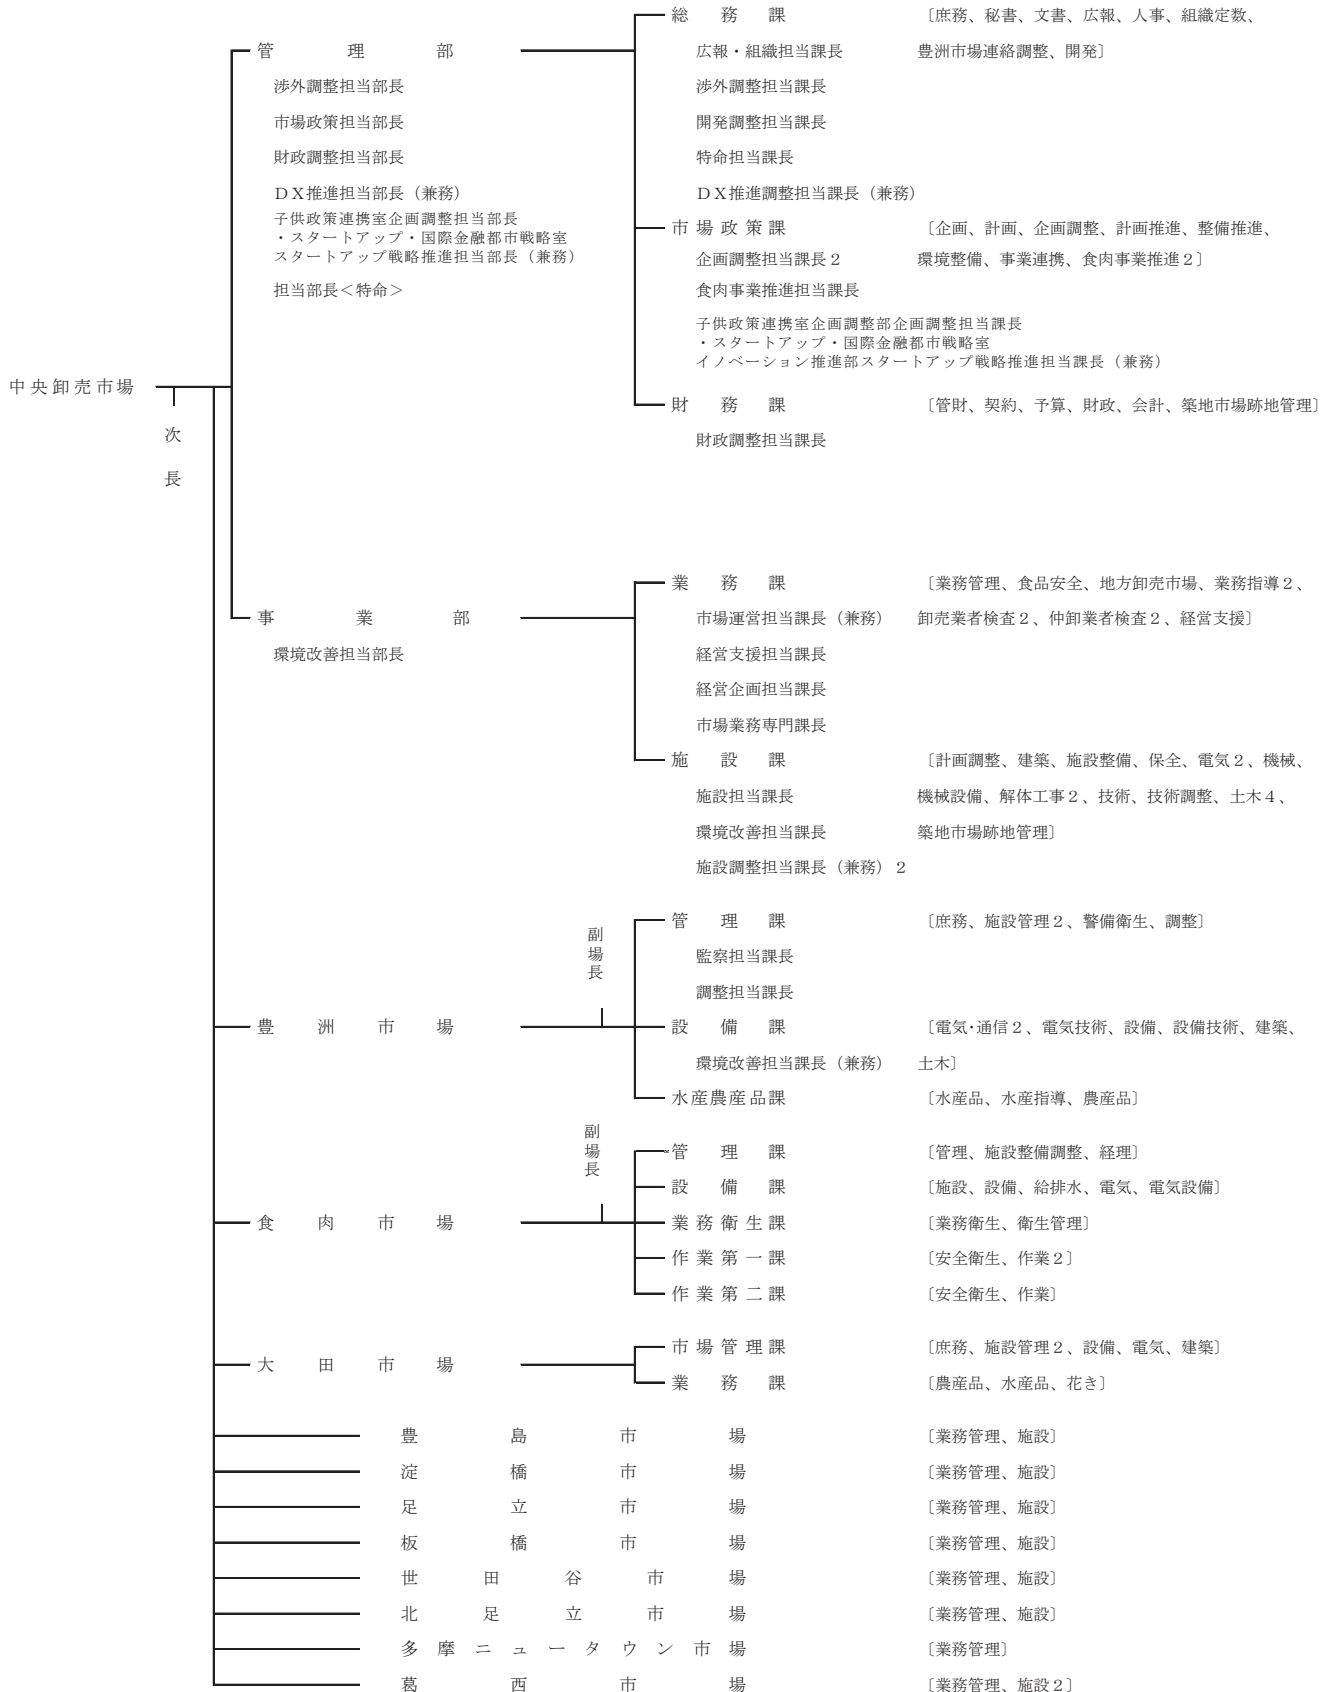 総務課 〔庶務、秘書、文書、広報、人事、組織定数、
管理部 広報・組織担当課長 豊洲市場連絡調整、開発〕
渉外調整担当部長 渉外調整担当課長
市場政策担当部長 開発調整担当課長
財政調整担当部長 特命担当課長
ＤＸ推進担当部長（兼務） ＤＸ推進調整担当課長（兼務）
子供政策連携室企画調整担当部長
・スタートアップ・国際金融都市戦略室
スタートアップ戦略推進担当部長（兼務）
担当部長＜特命＞
市場政策課 〔企画、計画、企画調整、計画推進、整備推進、
企画調整担当課長２ 環境整備、事業連携、食肉事業推進２〕
食肉事業推進担当課長
子供政策連携室企画調整部企画調整担当課長
・スタートアップ・国際金融都市戦略室
イノベーション推進部スタートアップ戦略推進担当課長（兼務）
中央卸売市場
次長
財務課 〔管財、契約、予算、財政、会計、築地市場跡地管理〕
財政調整担当課長
業務課 〔業務管理、食品安全、地方卸売市場、業務指導２、
事業部 市場運営担当課長（兼務） 卸売業者検査２、仲卸業者検査２、経営支援〕
環境改善担当部長 経営支援担当課長
経営企画担当課長
市場業務専門課長
施設課 〔計画調整、建築、施設整備、保全、電気２、機械、
施設担当課長 機械設備、解体工事２、技術、技術調整、土木４、
環境改善担当課長 築地市場跡地管理〕
施設調整担当課長（兼務）２
副場長
管理課 〔庶務、施設管理２、警備衛生、調整〕
監察担当課長
調整担当課長
豊洲市場 設備課 〔電気･通信２、電気技術、設備、設備技術、建築、
環境改善担当課長（兼務） 土木〕
水産農産品課 〔水産品、水産指導、農産品〕
副場長
管理課 〔管理、施設整備調整、経理〕
設備課 〔施設、設備、給排水、電気、電気設備〕
食肉市場 業務衛生課 〔業務衛生、衛生管理〕
作業第一課 〔安全衛生、作業２〕
作業第二課 〔安全衛生、作業〕
市場管理課 〔庶務、施設管理２、設備、電気、建築〕
大田市場
業務課 〔農産品、水産品、花き〕
豊島市場 〔業務管理、施設〕
淀橋市場 〔業務管理、施設〕
足立市場 〔業務管理、施設〕
板橋市場 〔業務管理、施設〕
世田谷市場 〔業務管理、施設〕
北足立市場 〔業務管理、施設〕
多摩ニュータウン市場 〔業務管理〕
葛西市場 〔業務管理、施設２〕